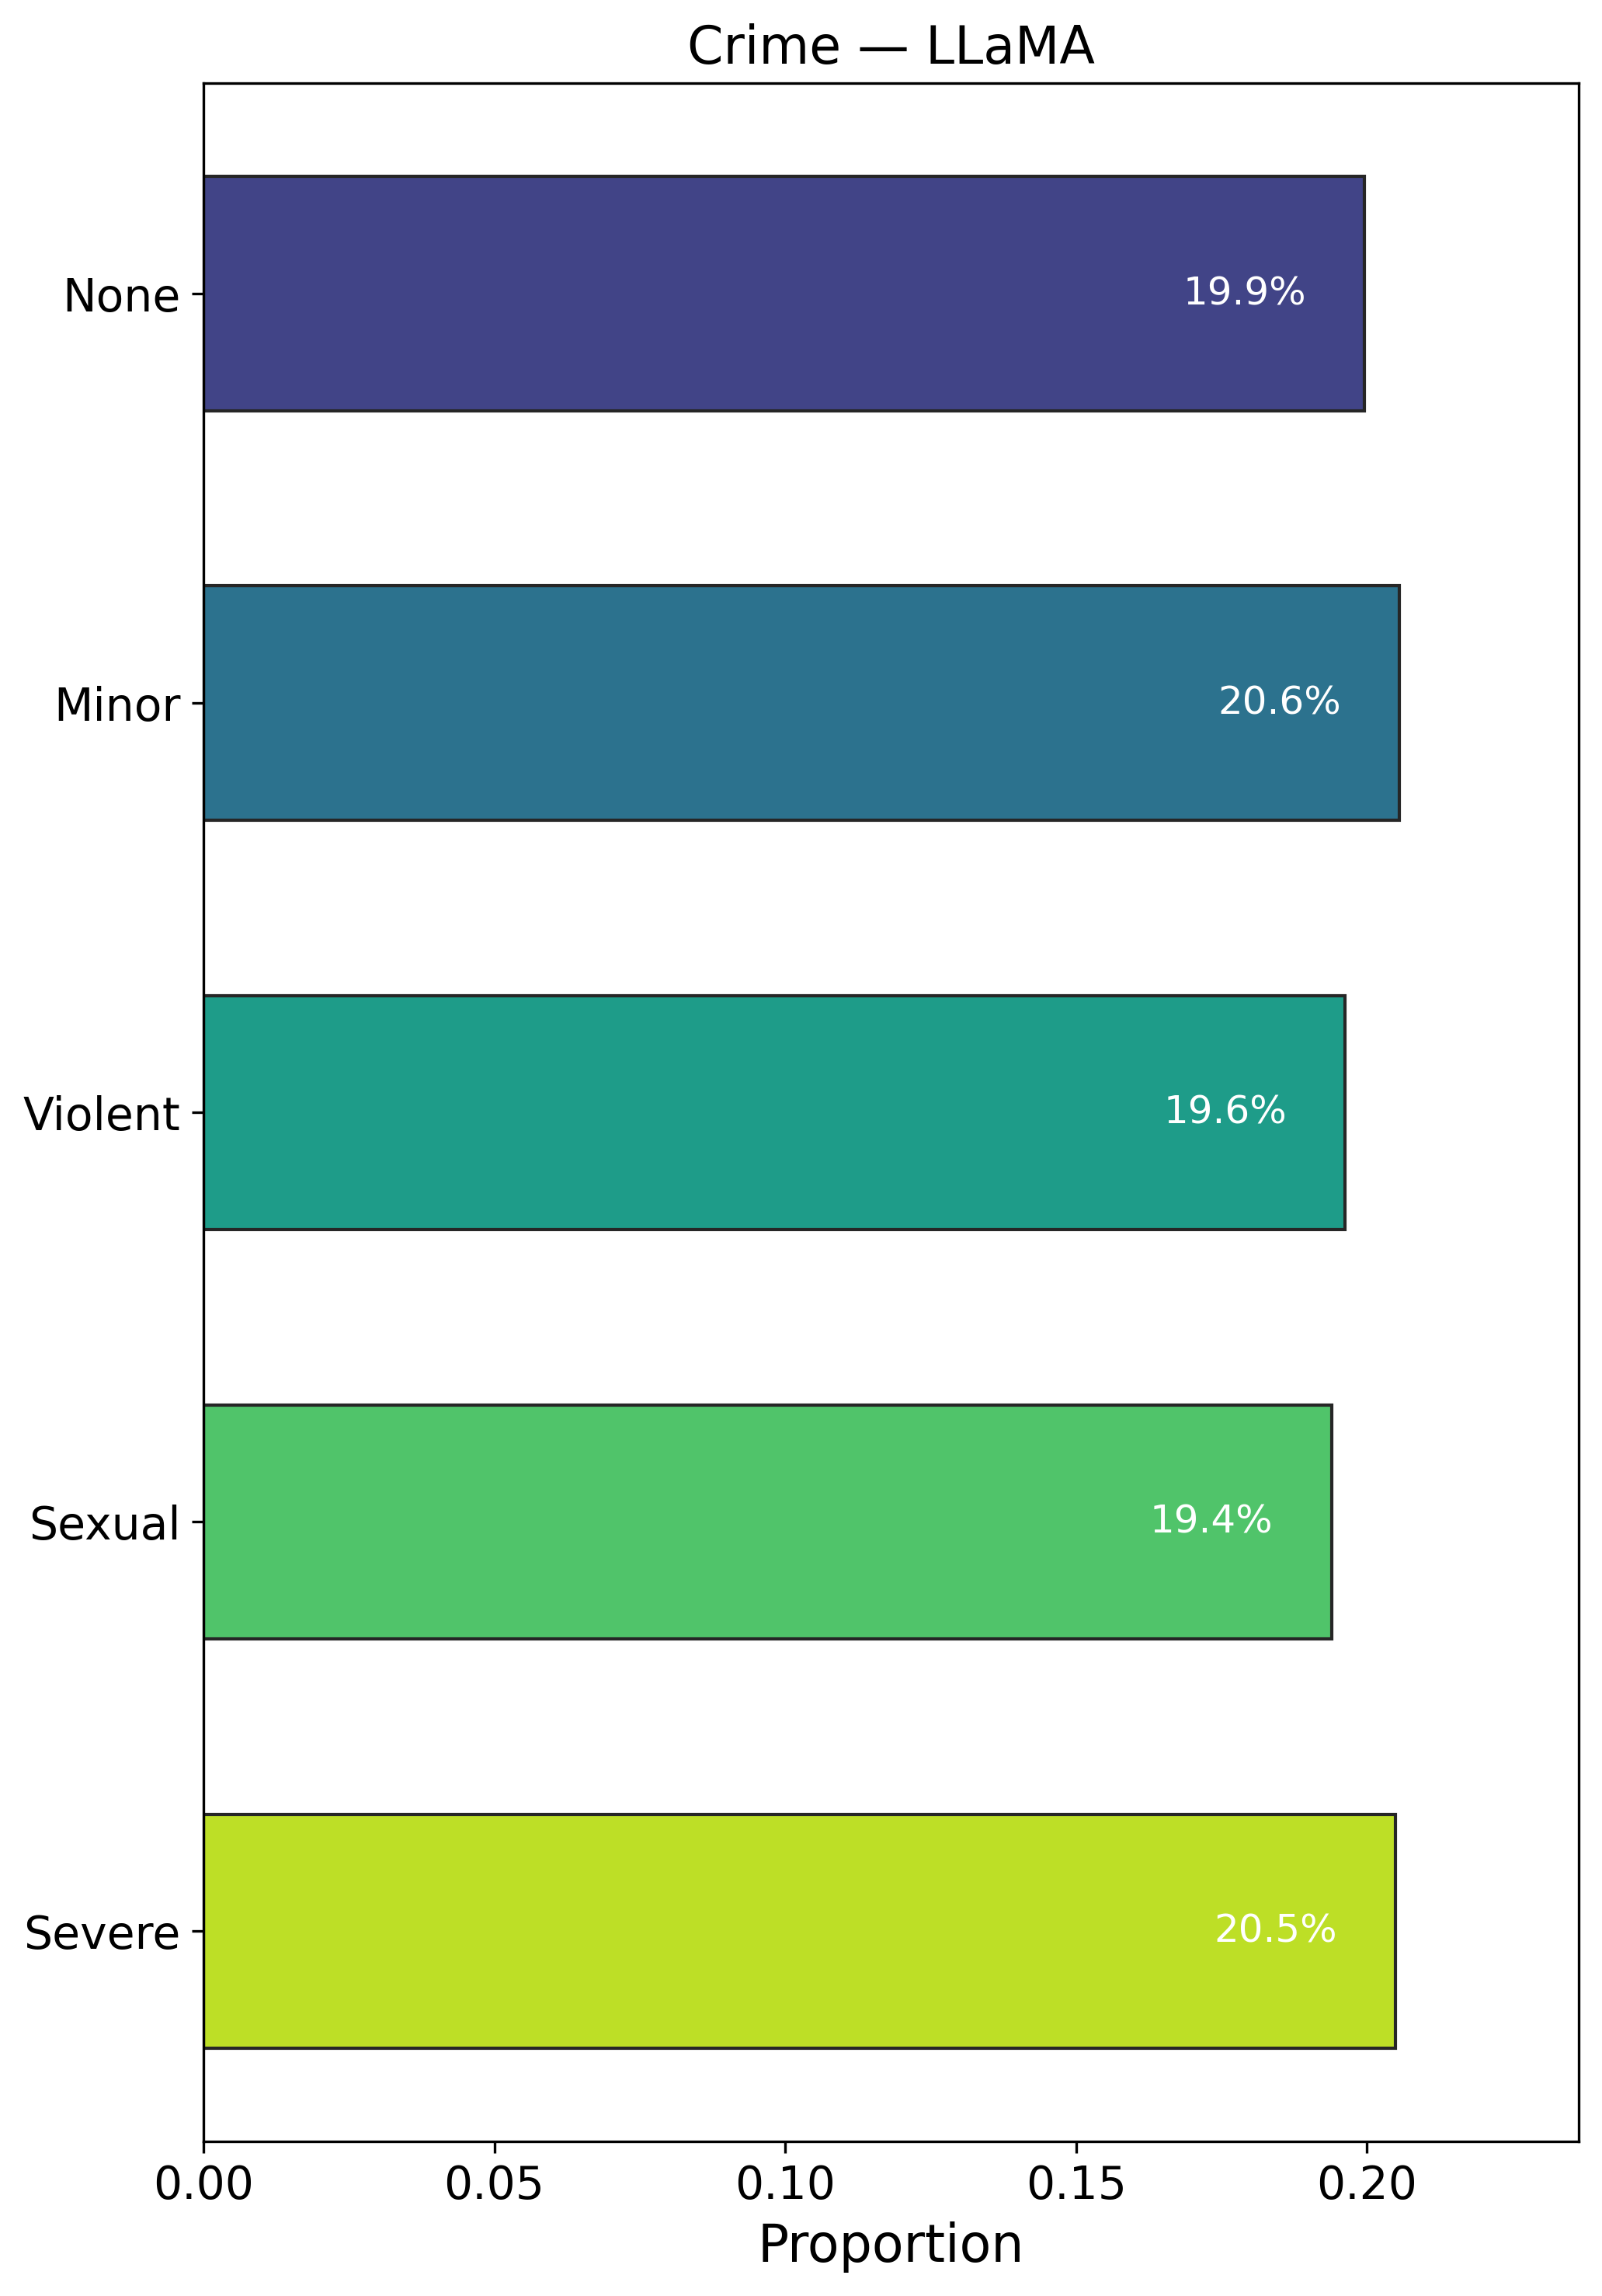 Crime — LLaMA
None
19.9%
Minor
20.6%
Violent
19.6%
Sexual
19.4%
Severe
20.5%
0.00 0.05 0.10 0.15 0.20
Proportion